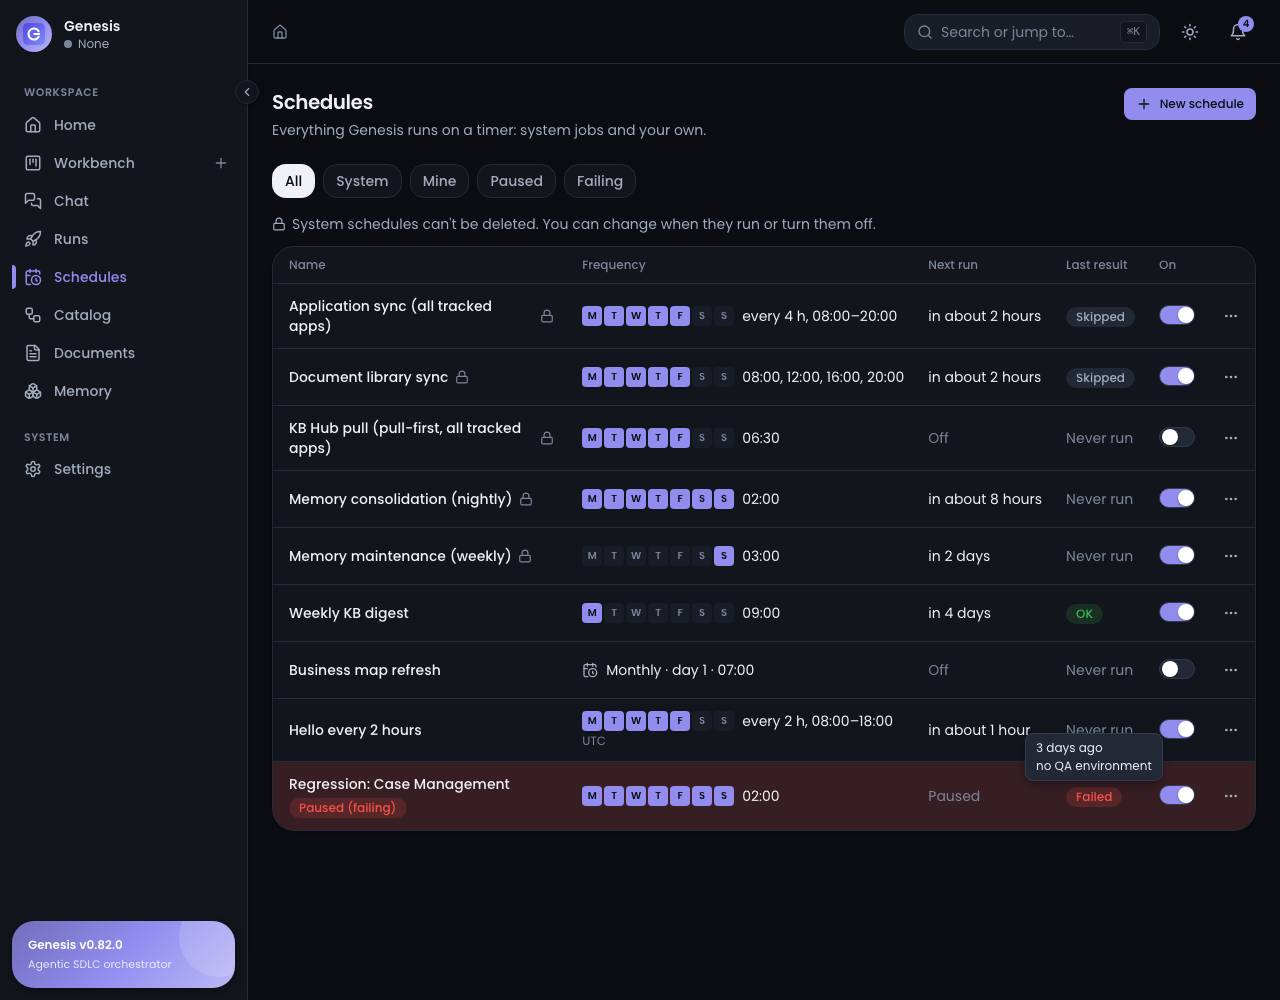 Genesis
None
⌘K
Search or jump to...
4
WORKSPACE
Home
Workbench
Chat
Runs
Schedules
Catalog
Documents
Memory
SYSTEM
Settings
Genesis v0.82.0
Agentic SDLC orchestrator
Schedules
Everything Genesis runs on a timer: system jobs and your own.
New schedule
All System Mine Paused Failing
System schedules can't be deleted. You can change when they run or turn them off.
Name Frequency Next run Last result On
Application sync (all tracked
apps)
M T W T F S S every 4 h, 08:00–20:00 in about 2 hours Skipped
Document library sync M T W T F S S 08:00, 12:00, 16:00, 20:00 in about 2 hours Skipped
KB Hub pull (pull-first, all tracked
apps)
M T W T F S S 06:30 Off Never run
Memory consolidation (nightly) M T W T F S S 02:00 in about 8 hours Never run
Memory maintenance (weekly) M T W T F S S 03:00 in 2 days Never run
Weekly KB digest M T W T F S S 09:00 in 4 days OK
Business map refresh Monthly · day 1 · 07:00 Off Never run
Hello every 2 hours M T W T F S S every 2 h, 08:00–18:00 in about 1 hour Never run
UTC
3 days ago
no QA environment
Regression: Case Management
Paused (failing)
M T W T F S S 02:00 Paused Failed